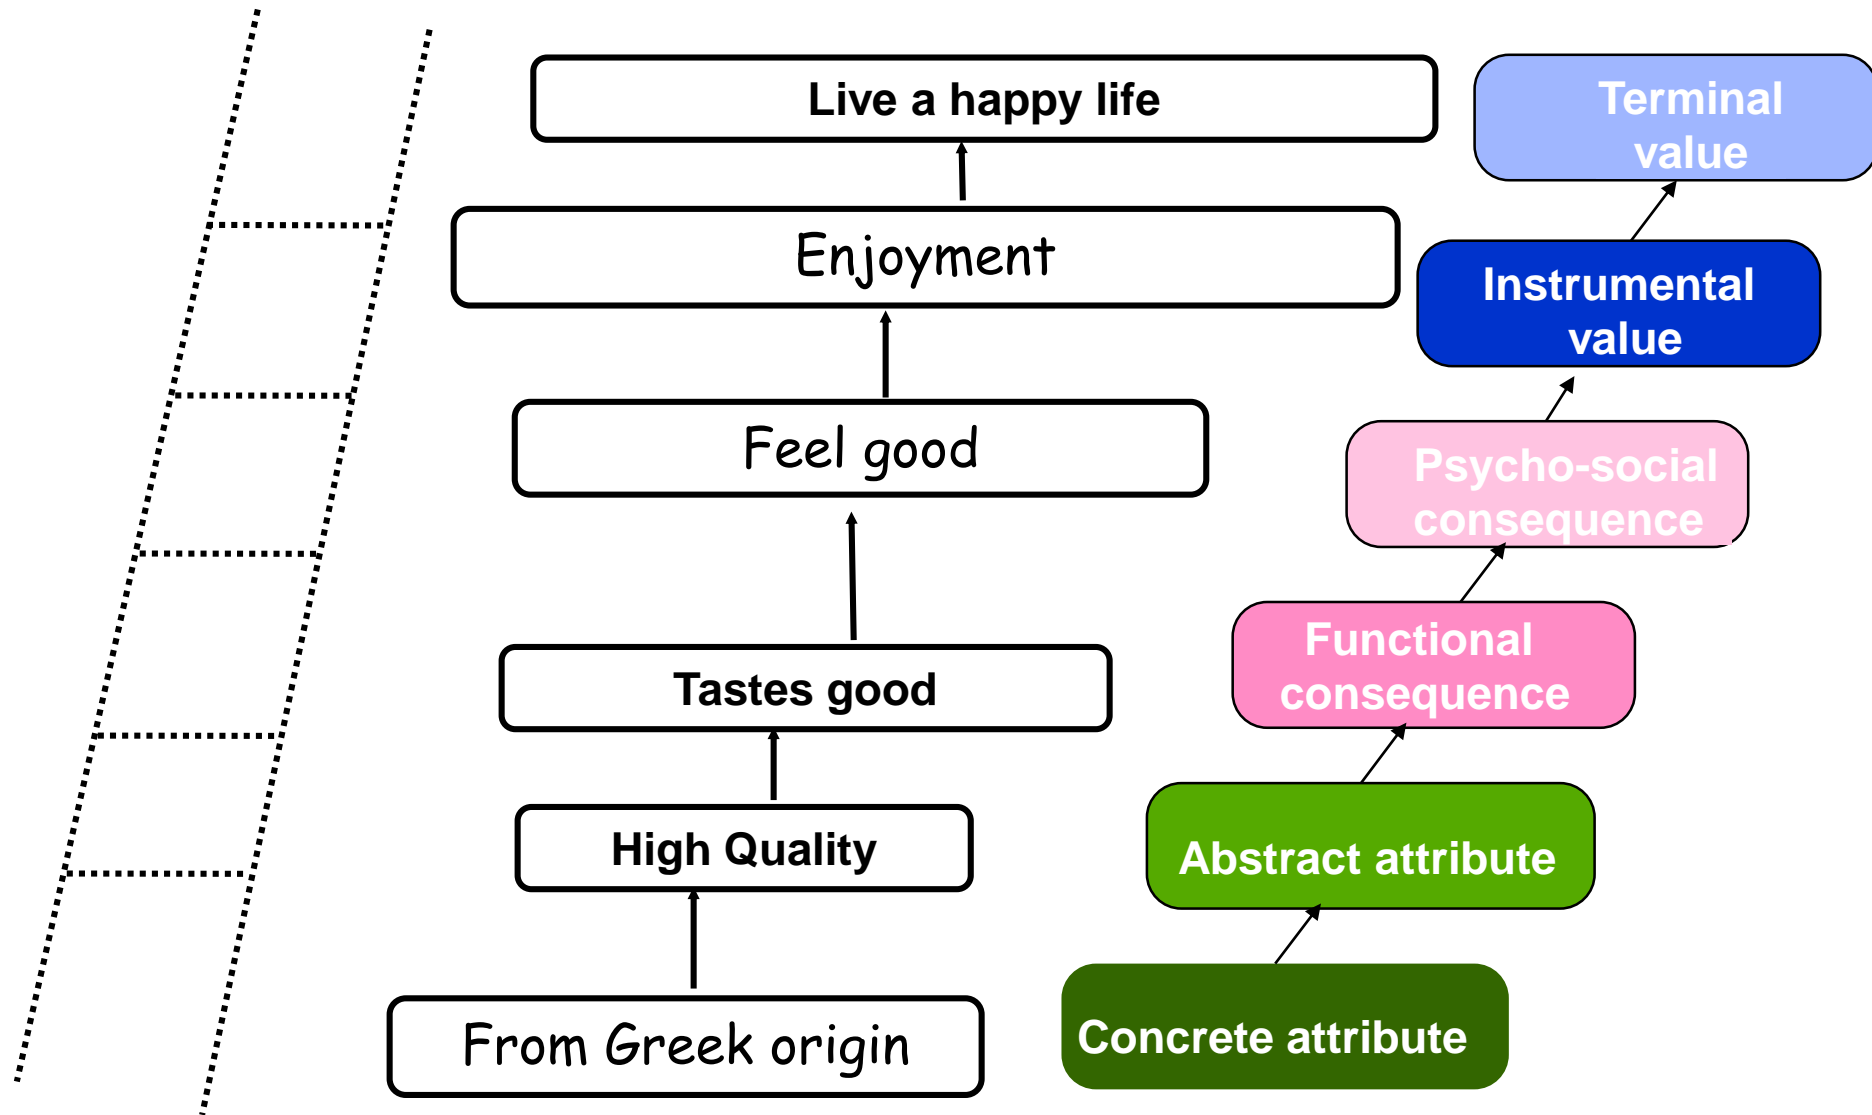 Live a happy life
Terminal
value
Enjoyment
Instrumental
value
Feel good
Psycho-social
consequence
Tastes good
Functional
consequence
High Quality
Abstract attribute
From Greek origin
Concrete attribute